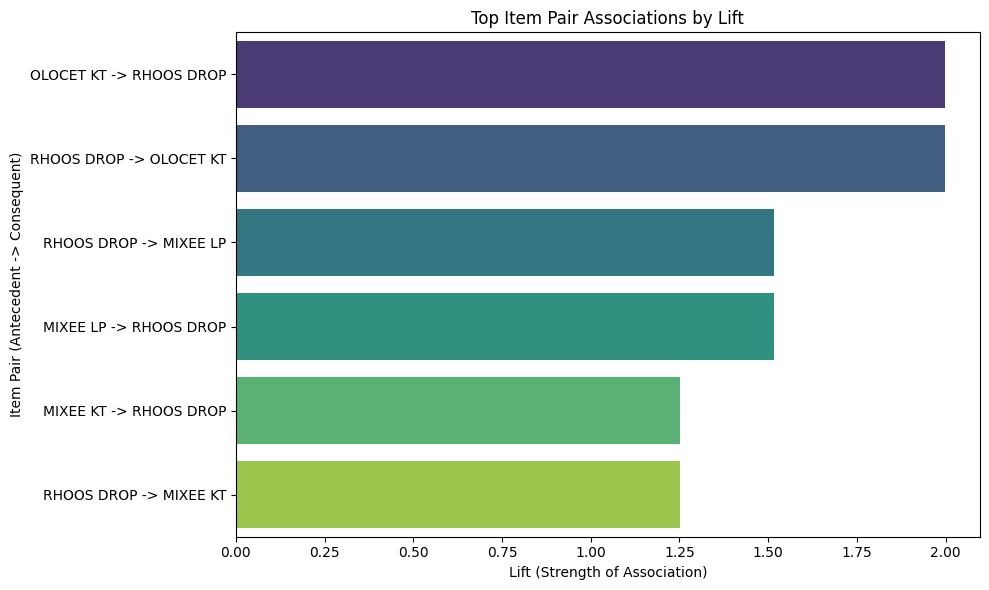 Top Item Pair Associations by Lift
Item Pair (Antecedent -> Consequent)
OLOCET KT -> RHOOS DROP
RHOOS DROP -> OLOCET KT
RHOOS DROP -> MIXEE LP
MIXEE LP -> RHOOS DROP
MIXEE KT -> RHOOS DROP
RHOOS DROP -> MIXEE KT
0.00 0.25 0.50 0.75 1.00 1.25 1.50 1.75 2.00
Lift (Strength of Association)